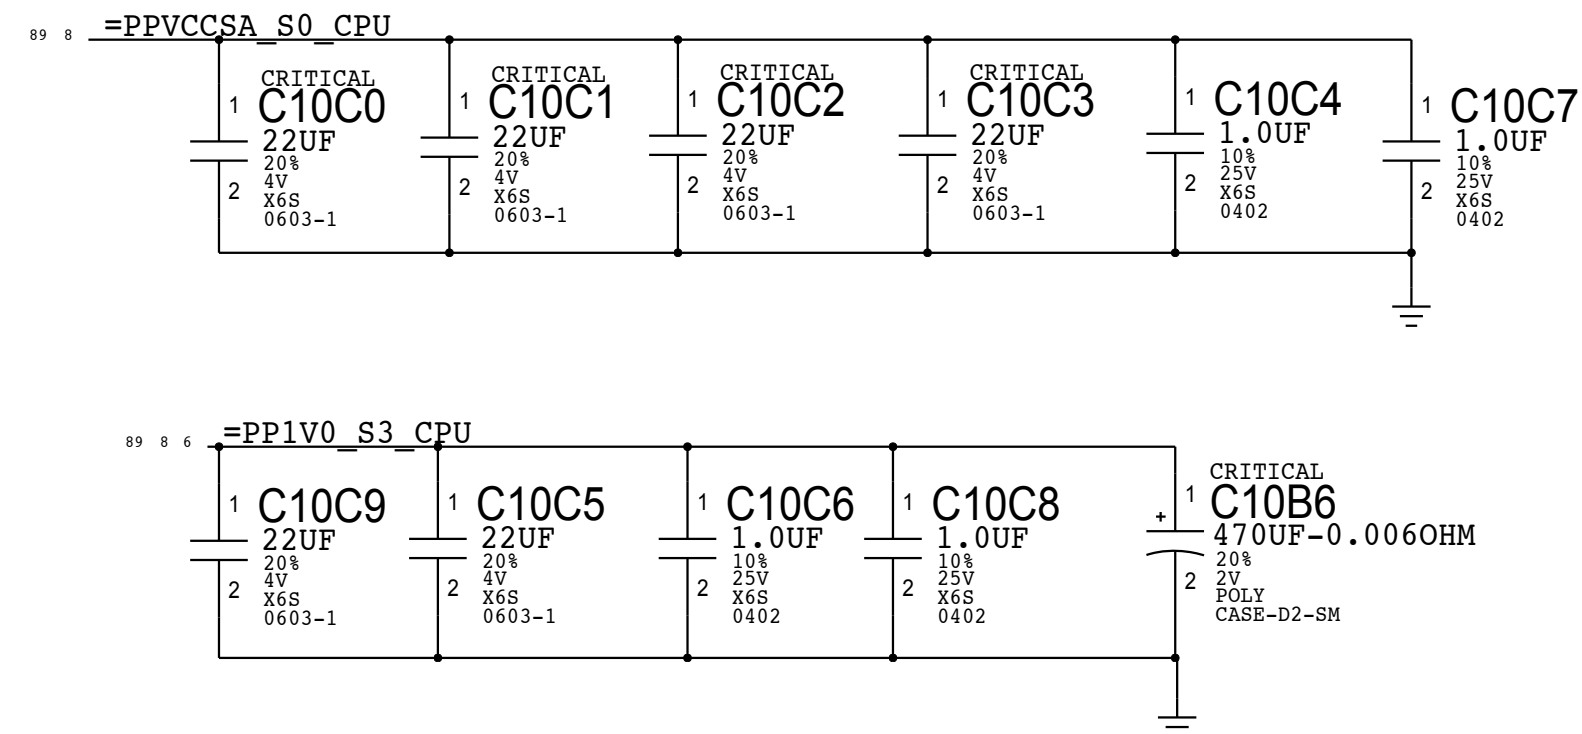 89 8 =PPVCCSA_S0_CPU
CRITICAL
1 C10C0
22UF
20%
4V
2 X6S
0603-1
CRITICAL
1 C10C1
22UF
20%
4V
2 X6S
0603-1
CRITICAL
1 C10C2
22UF
20%
4V
2 X6S
0603-1
CRITICAL
1 C10C3
22UF
20%
4V
2 X6S
0603-1
1 C10C4
1.0UF
10%
25V
2 X6S
0402
1 C10C7
1.0UF
10%
25V
2 X6S
0402
89 8 6 =PP1V0_S3_CPU
1 C10C9
22UF
20%
4V
2 X6S
0603-1
1 C10C5
22UF
20%
4V
2 X6S
0603-1
1 C10C6
1.0UF
10%
25V
2 X6S
0402
1 C10C8
1.0UF
10%
25V
2 X6S
0402
CRITICAL
1 C10B6
+ 470UF-0.006OHM
20%
2 2V
POLY
CASE-D2-SM